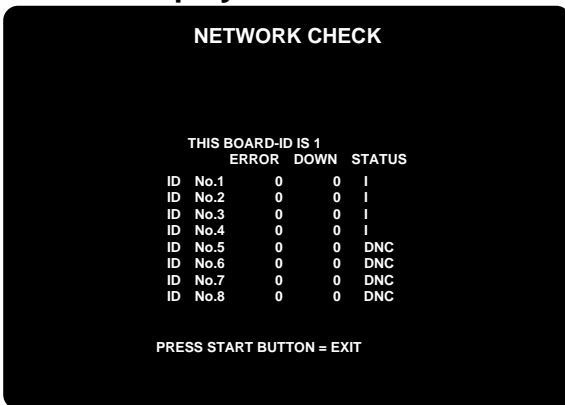 NETWORK CHECK
THIS BOARD-ID IS 1
ERROR DOWN STATUS
ID No.1 0 0 I
ID No.2 0 0 I
ID No.3 0 0 I
ID No.4 0 0 I
ID No.5 0 0 DNC
ID No.6 0 0 DNC
ID No.7 0 0 DNC
ID No.8 0 0 DNC
PRESS START BUTTON = EXIT